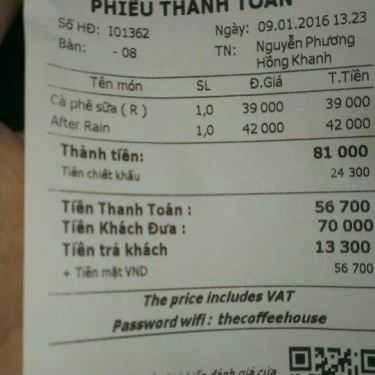 PHIẾU THANH TOÁN
Số HĐ: I01362 Ngày: 09.01.2016 13.23
Bàn: - 08 TN: Nguyễn Phương
Hồng Khanh
Tên món SL Đ.Giá T.Tiền
Cà phê sữa ( R ) 1,0 39 000 39 000
After Rain 1,0 42 000 42 000
Thành tiền: 81 000
Tiền chiết khấu 24 300
Tiền Thanh Toán : 56 700
Tiền Khách Đưa : 70 000
Tiền trả khách 13 300
+ Tiền mặt VND 56 700
The price includes VAT
Password wifi : thecoffeehouse
đánh giá của